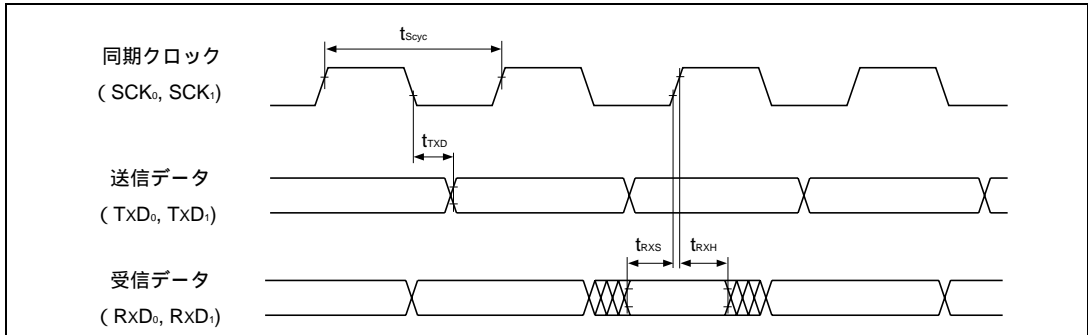 tScyc
同期クロック
( SCK₀, SCK₁)
tTXD
送信データ
( TxD₀, TxD₁)
tRXS
tRXH
受信データ
( RxD₀, RxD₁)